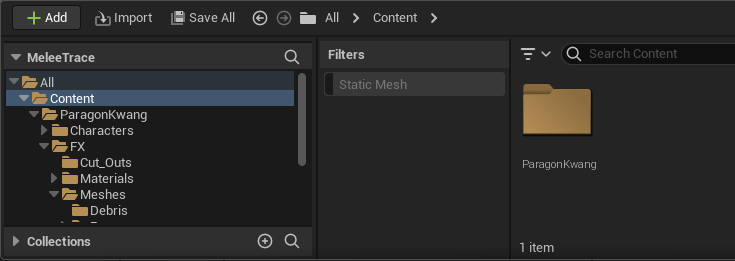 Add Import Save All All Content
MeleeTrace
All
Content
ParagonKwang
Characters
FX
Cut_Outs
Materials
Meshes
Debris
Collections
Filters
Static Mesh
Search Content
ParagonKwang
1 item